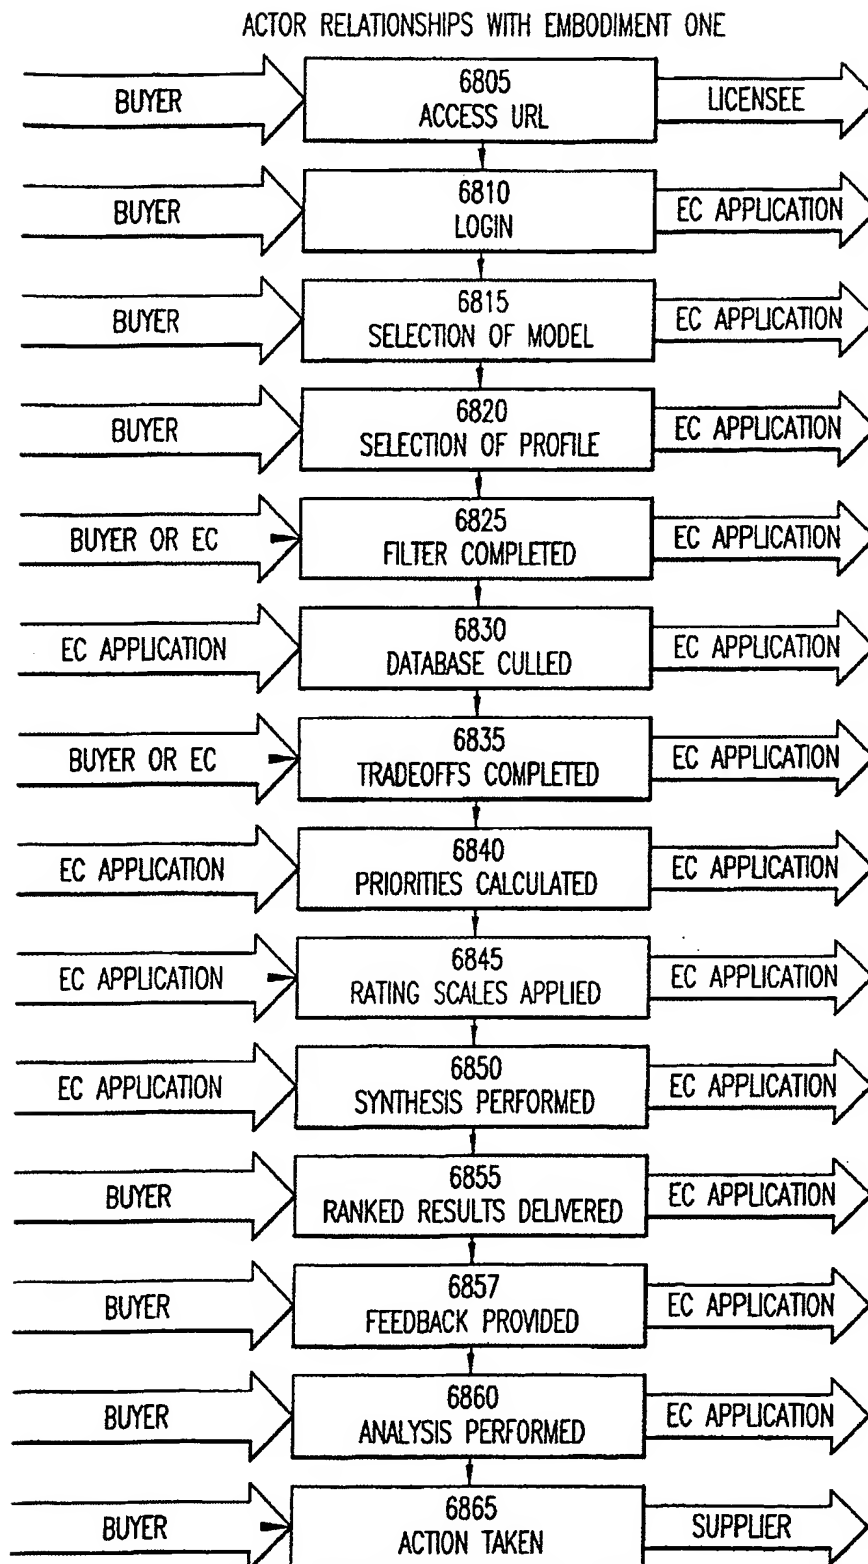 ACTOR RELATIONSHIPS WITH EMBODIMENT ONE
BUYER
6805
ACCESS URL
LICENSEE
BUYER
6810
LOGIN
EC APPLICATION
BUYER
6815
SELECTION OF MODEL
EC APPLICATION
BUYER
6820
SELECTION OF PROFILE
EC APPLICATION
BUYER OR EC
6825
FILTER COMPLETED
EC APPLICATION
EC APPLICATION
6830
DATABASE CULLED
EC APPLICATION
BUYER OR EC
6835
TRADEOFFS COMPLETED
EC APPLICATION
EC APPLICATION
6840
PRIORITIES CALCULATED
EC APPLICATION
EC APPLICATION
6845
RATING SCALES APPLIED
EC APPLICATION
EC APPLICATION
6850
SYNTHESIS PERFORMED
EC APPLICATION
BUYER
6855
RANKED RESULTS DELIVERED
EC APPLICATION
BUYER
6857
FEEDBACK PROVIDED
EC APPLICATION
BUYER
6860
ANALYSIS PERFORMED
EC APPLICATION
BUYER
6865
ACTION TAKEN
SUPPLIER